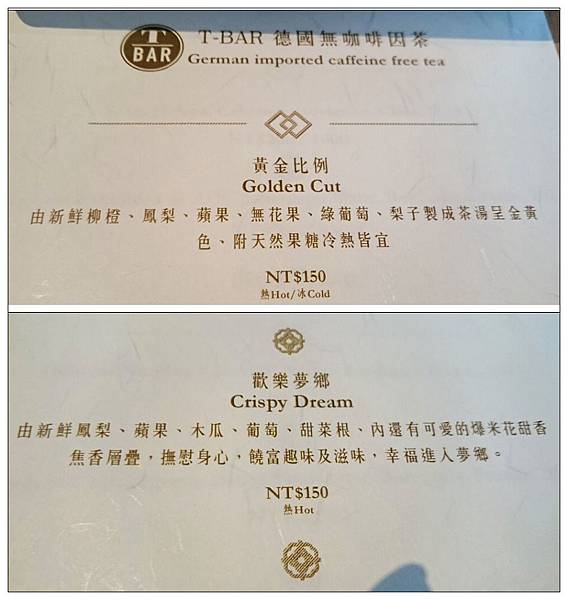 T
BAR
T-BAR 德國無咖啡因茶
German imported caffeine free tea
黃金比例
Golden Cut
由新鮮柳橙、鳳梨、蘋果、無花果、綠葡萄、梨子製成茶湯呈金黃
色、附天然果糖冷熱皆宜
NT$150
熱Hot/冰Cold
歡樂夢鄉
Crispy Dream
由新鮮鳳梨、蘋果、木瓜、葡萄、甜菜根、內還有可愛的爆米花甜香
焦香層疊，撫慰身心，饒富趣味及滋味，幸福進入夢鄉。
NT$150
熱Hot